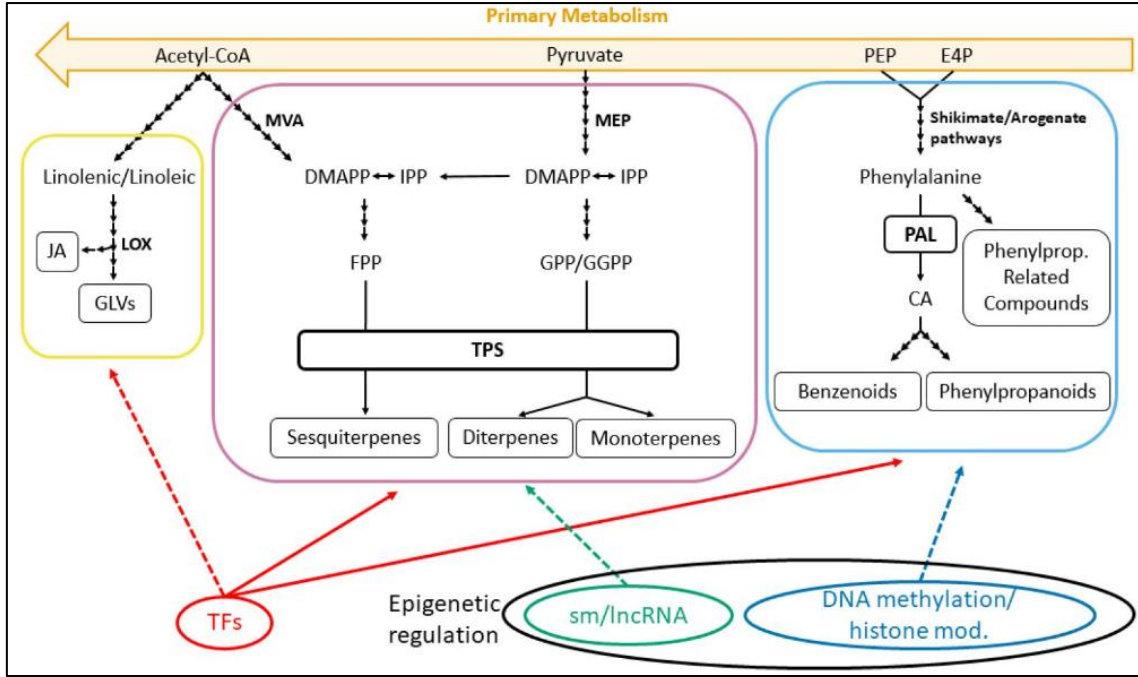 Primary Metabolism
Acetyl-CoA
Pyruvate
PEP
E4P
MVA
MEP
Shikimate/Arogenate
pathways
Linolenic/Linoleic
DMAPP
IPP
DMAPP
IPP
Phenylalanine
JA
LOX
PAL
Phenylprop.
Related
Compounds
FPP
GPP/GGPP
GLVs
CA
TPS
Benzenoids
Phenylpropanoids
Sesquiterpenes
Diterpenes
Monoterpenes
TFs
Epigenetic
regulation
sm/lncRNA
DNA methylation/
histone mod.